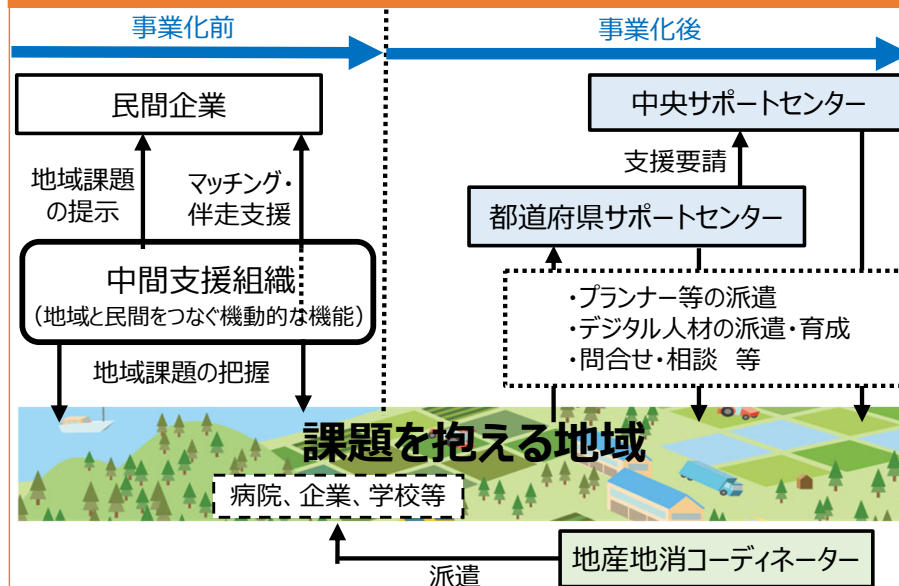 事業化前
事業化後
民間企業
中央サポートセンター
地域課題
の提示
マッチング・
伴走支援
支援要請
都道府県サポートセンター
中間支援組織
（地域と民間をつなぐ機動的な機能）
・プランナー等の派遣
・デジタル人材の派遣・育成
・問合せ・相談 等
地域課題の把握
課題を抱える地域
病院、企業、学校等
地産地消コーディネーター
派遣